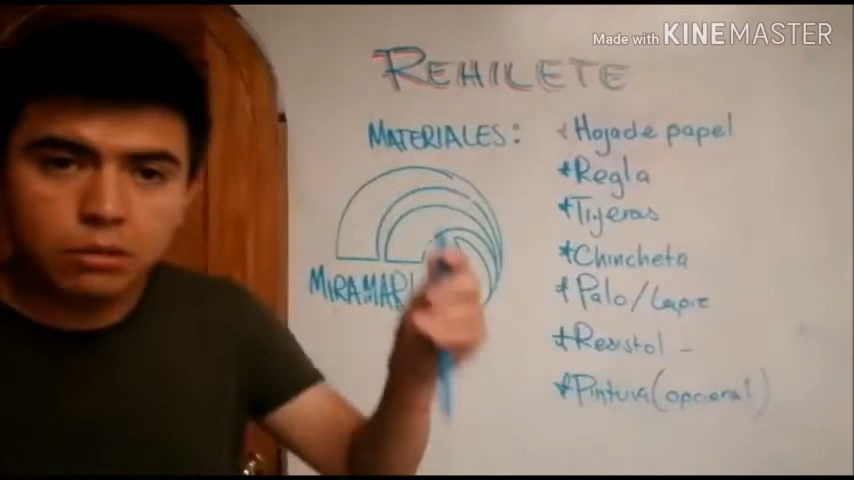 Made with KINEMASTER
REHILETE
MATERIALES:
*Hoja de papel
*Regla
*Tijeras
*Chincheta
*Palo/Lapiz
*Resistol -
*Pintura (opcional)